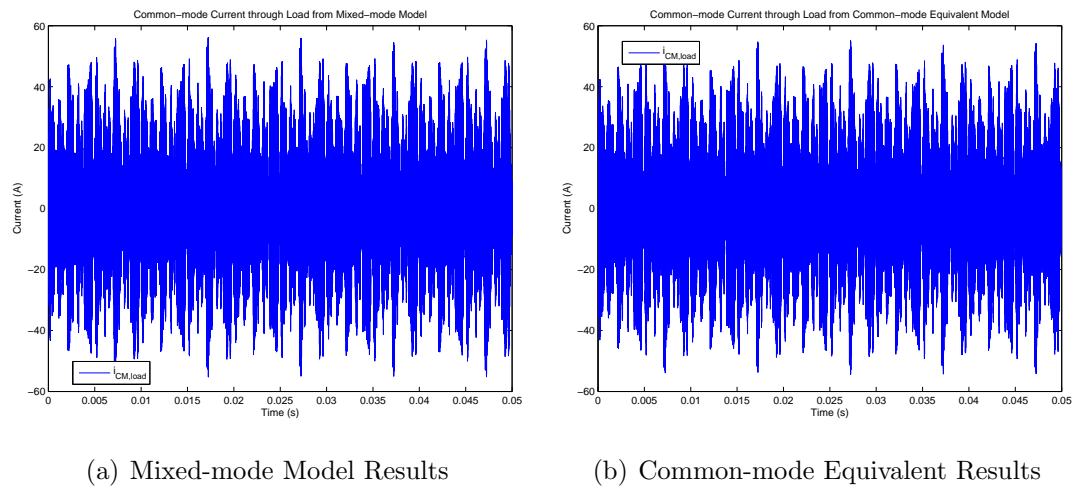 Common−mode Current through Load from Mixed−mode Model
60
40
20
0
−20
−40
−60
Current (A)
i_CM,load
0 0.005 0.01 0.015 0.02 0.025 0.03 0.035 0.04 0.045 0.05
Time (s)
(a) Mixed-mode Model Results
Common−mode Current through Load from Common−mode Equivalent Model
60
40
20
0
−20
−40
−60
Current (A)
i_CM,load
0 0.005 0.01 0.015 0.02 0.025 0.03 0.035 0.04 0.045 0.05
Time (s)
(b) Common-mode Equivalent Results